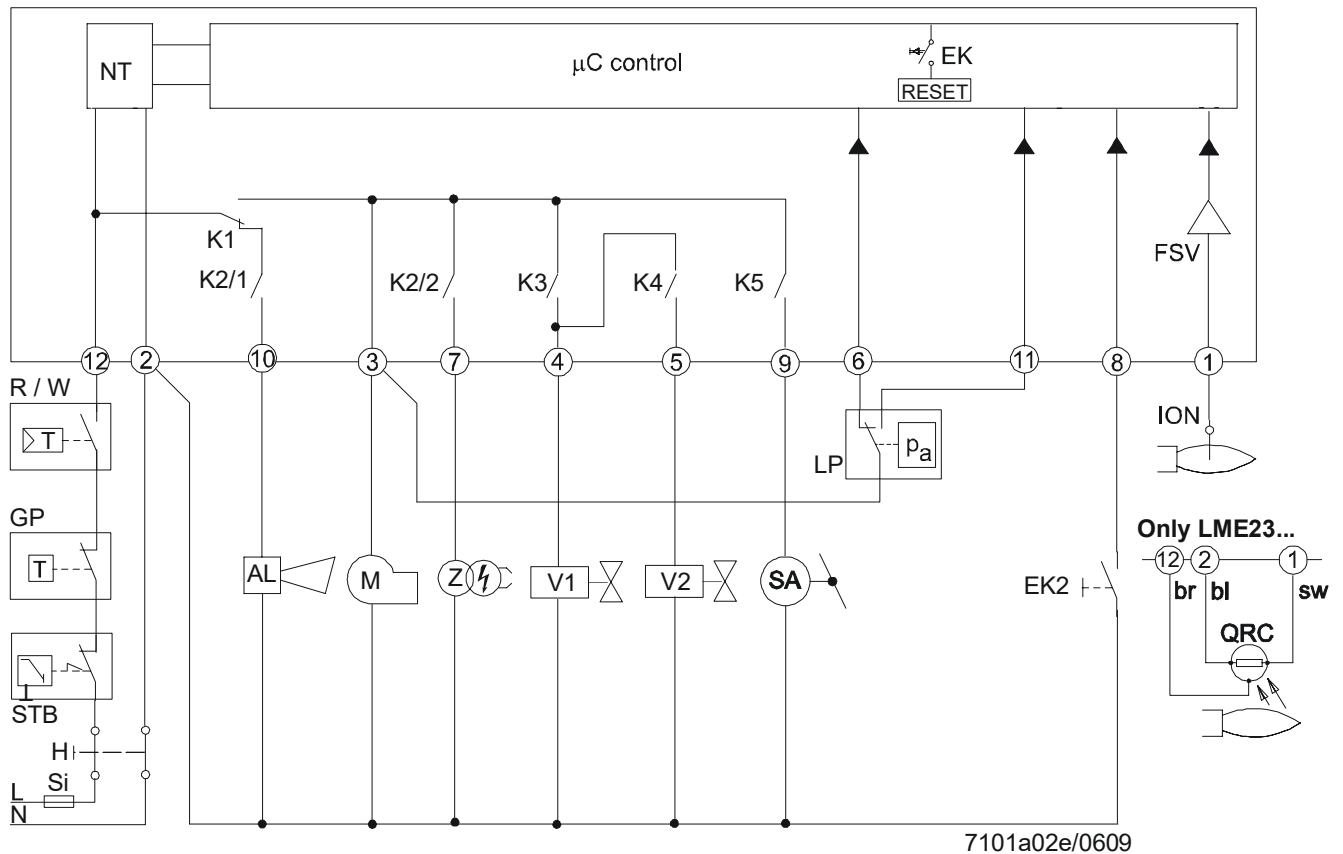 NT
μC control
EK
RESET
K1
FSV
K2/1
K2/2
K3
K4
K5
12
2
10
3
7
4
5
9
6
11
8
1
R / W
T
LP
pa
ION
GP
T
AL
M
Z
V1
V2
SA
EK2
Only LME23...
12
2
1
br
bl
sw
QRC
STB
H
Si
L
N
7101a02e/0609